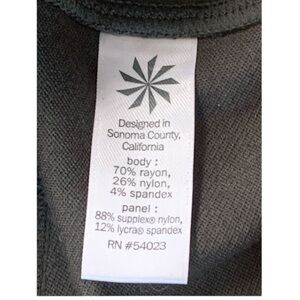 Designed in
Sonoma County,
California
body :
70% rayon,
26% nylon,
4% spandex
panel :
88% supplex® nylon,
12% lycra® spandex
RN #54023